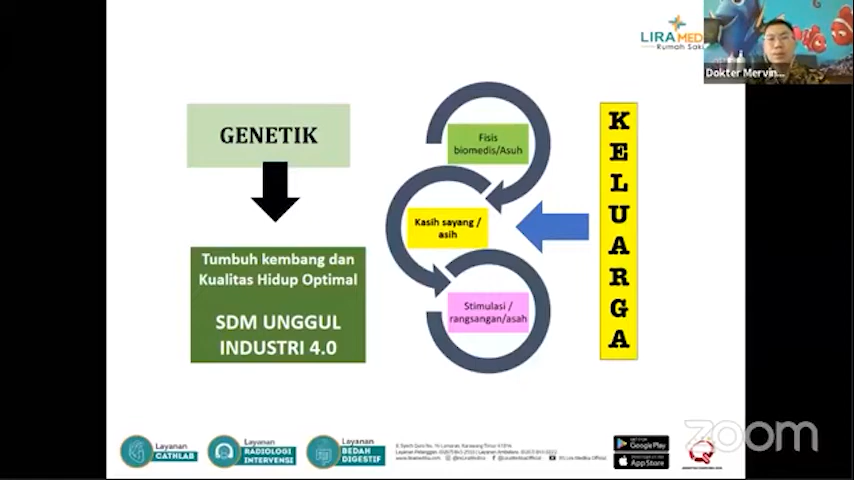 LIRA MED
Rumah Saki
Dokter Mervin...
GENETIK
Tumbuh kembang dan
Kualitas Hidup Optimal
SDM UNGGUL
INDUSTRI 4.0
Fisis
biomedis/Asuh
Kasih sayang /
asih
Stimulasi /
rangsangan/asah
KELUARGA
Layanan
CATHLAB
Layanan
RADIOLOGI
INTERVENSI
Layanan
BEDAH
DIGESTIF
Google Play
App Store
zoom